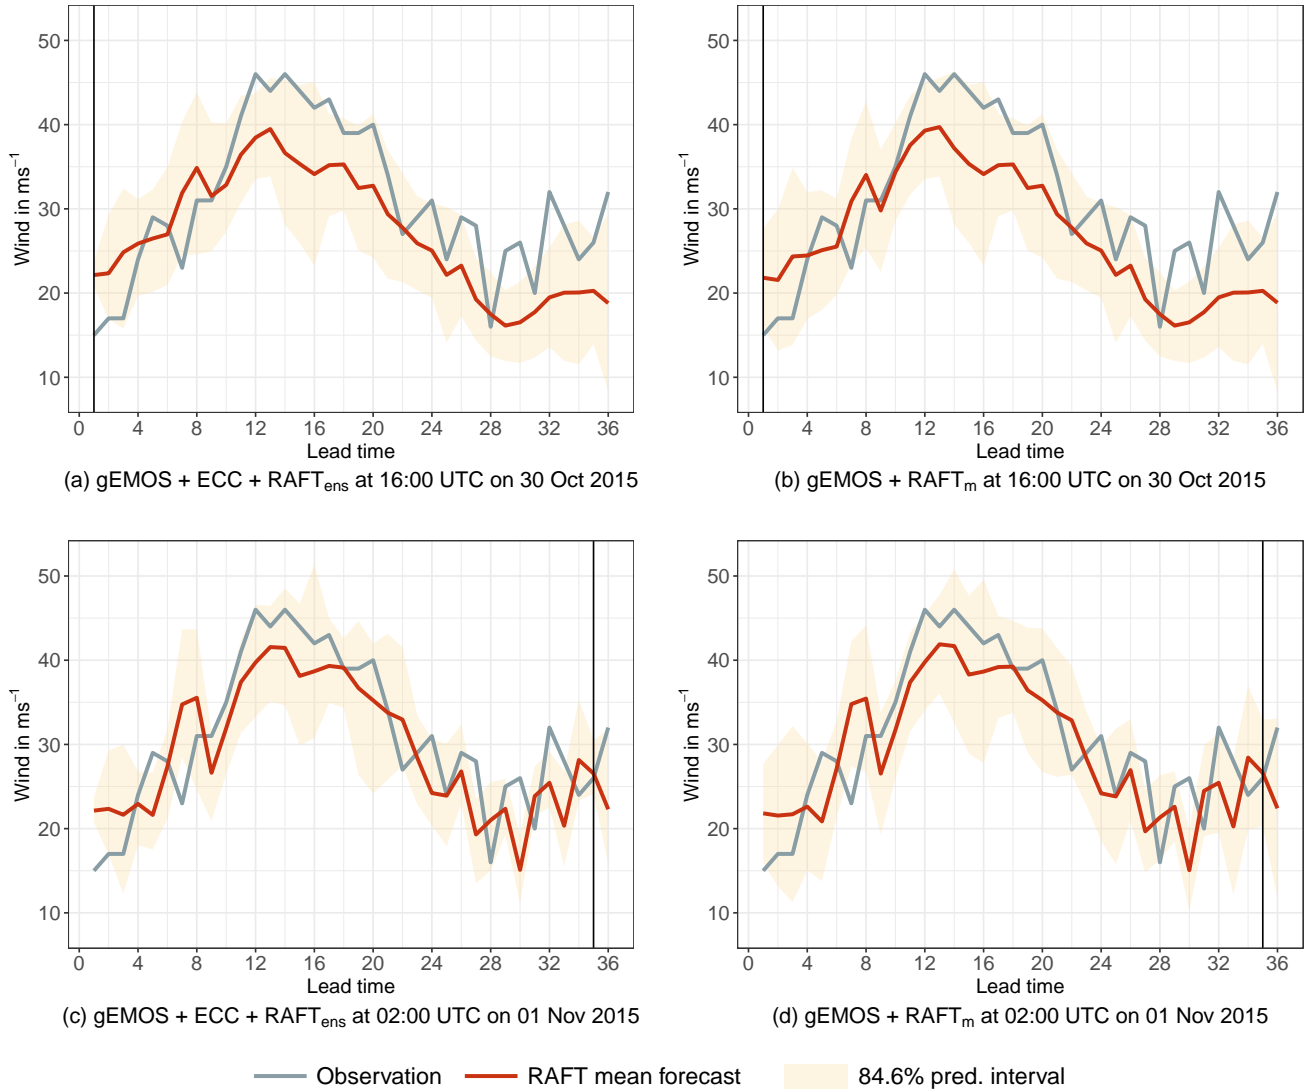 50
40
30
20
10
Wind in ms⁻¹
0 4 8 12 16 20 24 28 32 36
Lead time
(a) gEMOS + ECC + RAFTens at 16:00 UTC on 30 Oct 2015
50
40
30
20
10
Wind in ms⁻¹
0 4 8 12 16 20 24 28 32 36
Lead time
(b) gEMOS + RAFTm at 16:00 UTC on 30 Oct 2015
50
40
30
20
10
Wind in ms⁻¹
0 4 8 12 16 20 24 28 32 36
Lead time
(c) gEMOS + ECC + RAFTens at 02:00 UTC on 01 Nov 2015
50
40
30
20
10
Wind in ms⁻¹
0 4 8 12 16 20 24 28 32 36
Lead time
(d) gEMOS + RAFTm at 02:00 UTC on 01 Nov 2015
Observation RAFT mean forecast 84.6% pred. interval